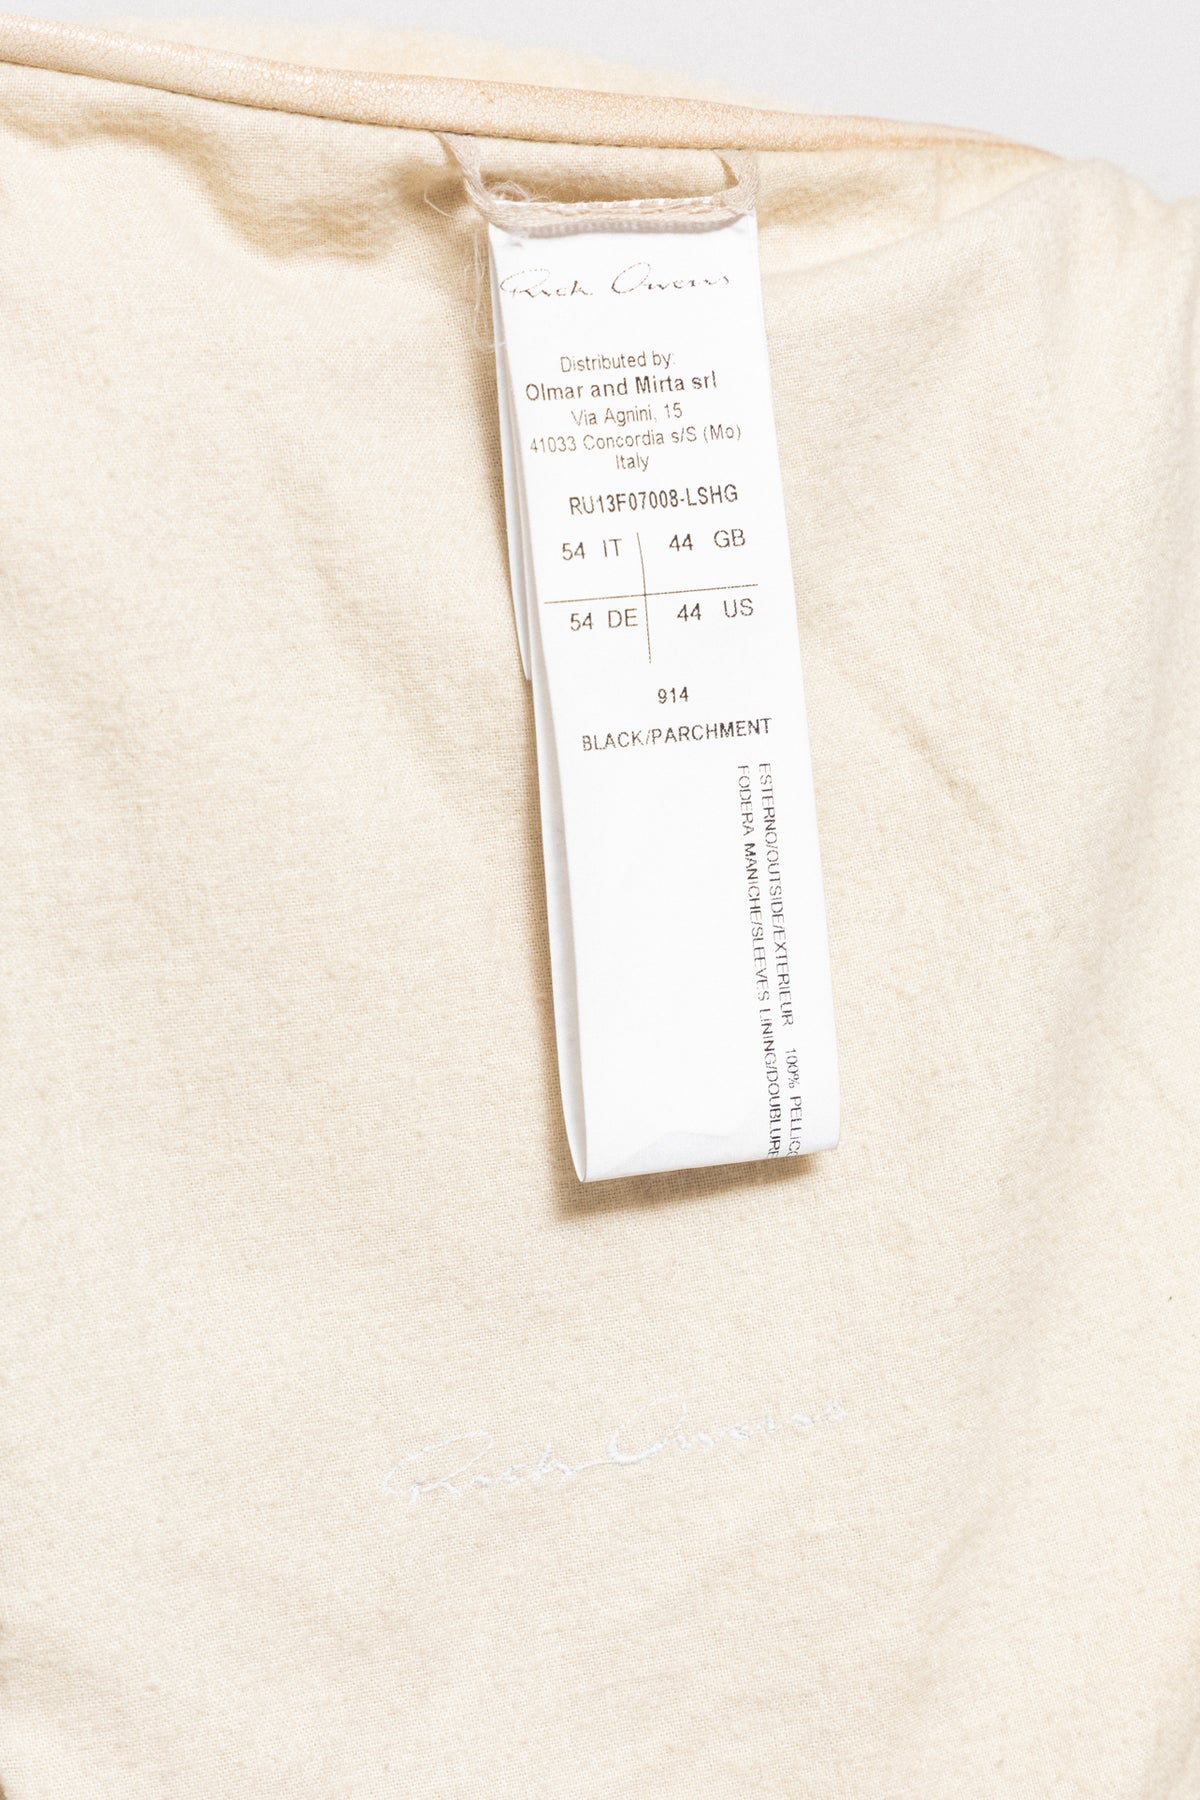 Rick Owens
Distributed by:
Olmar and Mirta srl
Via Agnini, 15
41033 Concordia s/S (Mo)
Italy
RU13F07008-LSHG
54 IT 44 GB
54 DE 44 US
914
BLACK/PARCHMENT
ESTERNO/OUTSIDE/EXTERIEUR 100%
FODERA MANICHE/SLEEVES LINING/DOUBLURE
Rick Owens